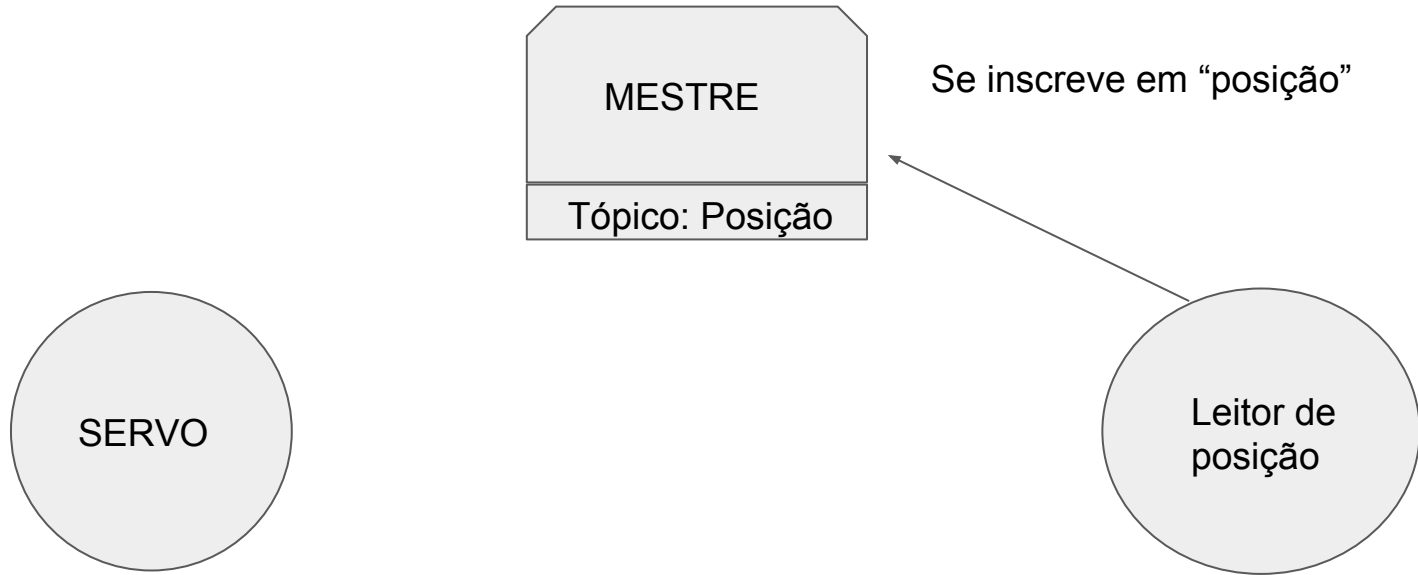 MESTRE
Se inscreve em “posição”
Tópico: Posição
SERVO
Leitor de
posição